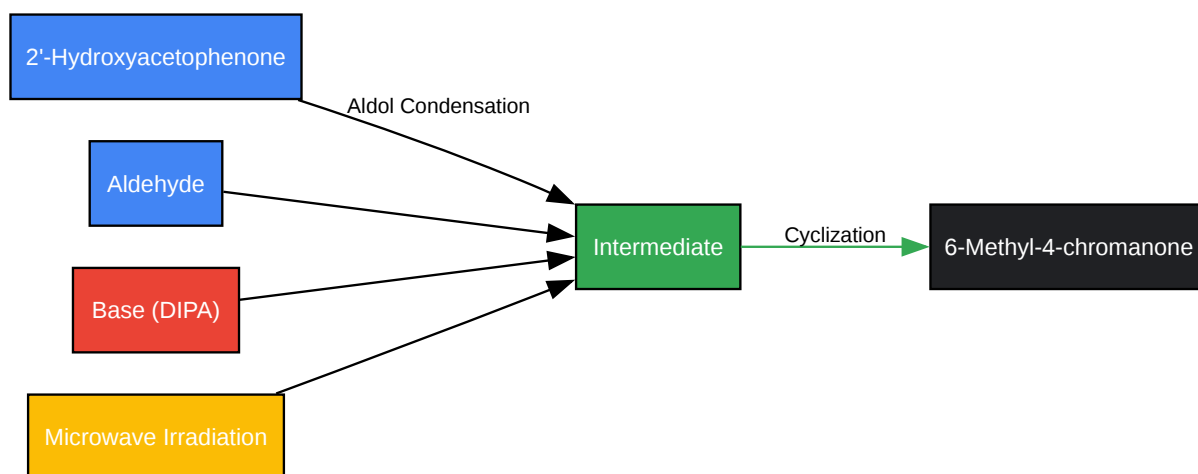 2'-Hydroxyacetophenone
Aldol Condensation
Aldehyde
Intermediate
Cyclization
6-Methyl-4-chromanone
Base (DIPA)
Microwave Irradiation